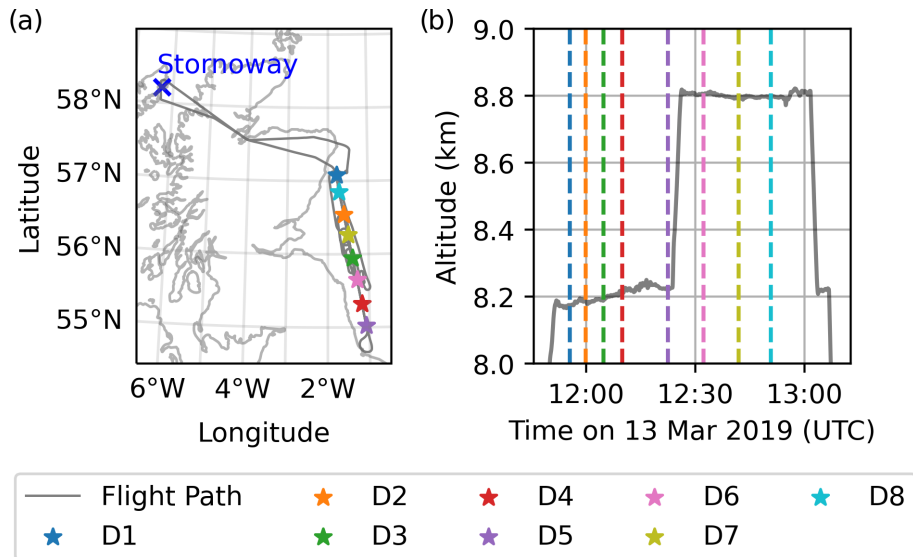 (a)
Stornoway
58°N
57°N
56°N
55°N
Latitude
6°W 4°W 2°W
Longitude
(b)
9.0
8.8
8.6
8.4
8.2
8.0
Altitude (km)
12:00 12:30 13:00
Time on 13 Mar 2019 (UTC)
Flight Path D2 D4 D6 D8
D1 D3 D5 D7